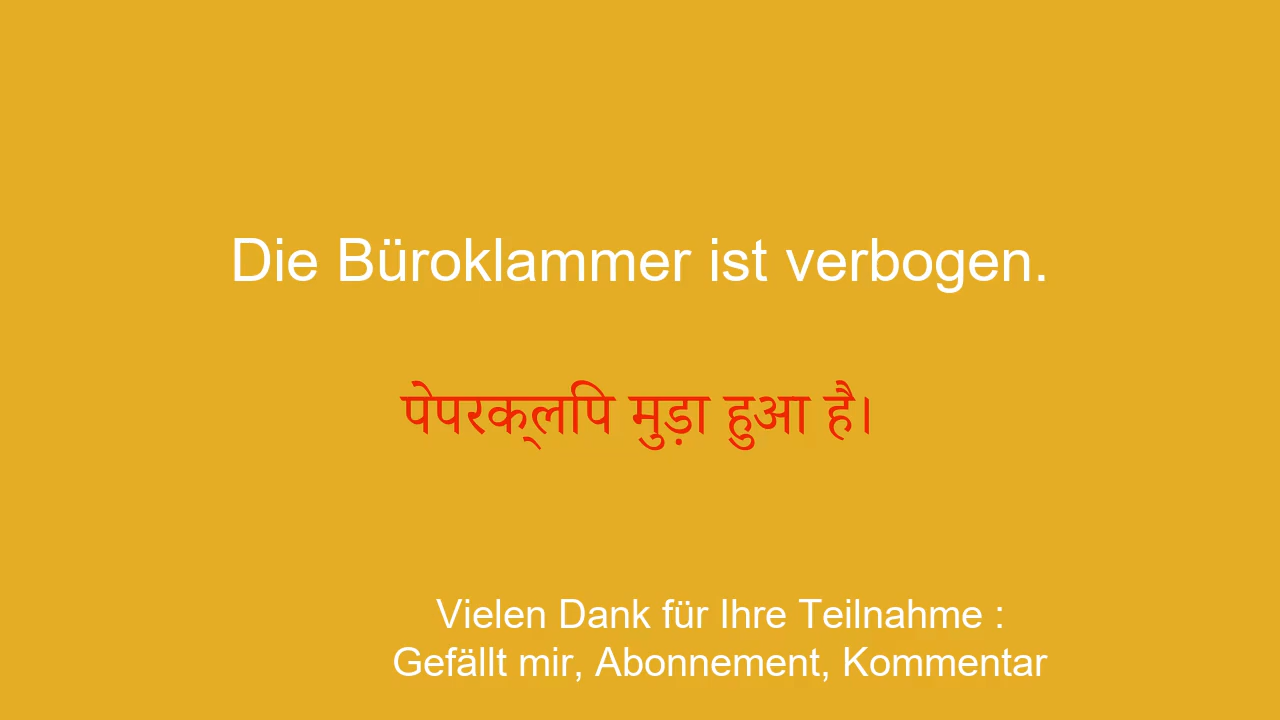 Die Büroklammer ist verbogen.
पेपरक्लिप मुड़ा हुआ है।
Vielen Dank für Ihre Teilnahme :
Gefällt mir, Abonnement, Kommentar